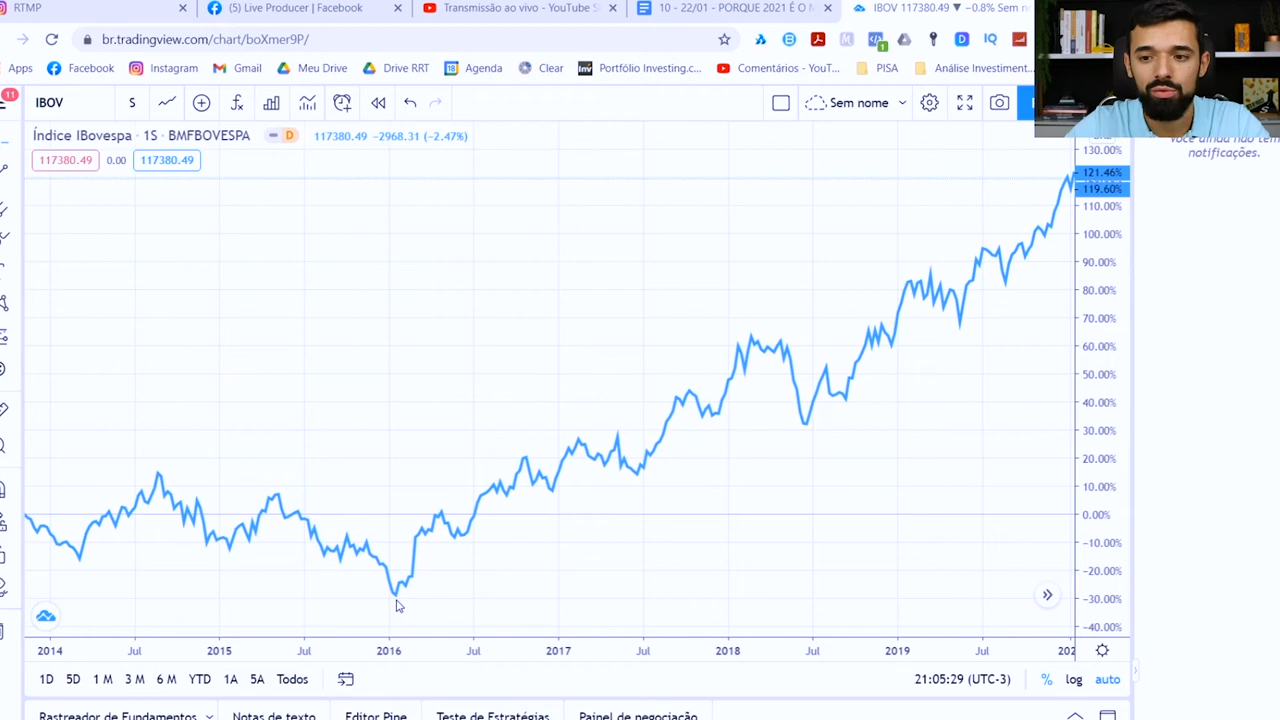 RTMP × (5) Live Producer | Facebook × Transmissão ao vivo - YouTube S × 10 - 22/01 - PORQUE 2021 É O M × IBOV 117380.49 ▼ −0.8% Sem n
br.tradingview.com/chart/boXmer9P/
Apps Facebook Instagram Gmail Meu Drive Drive RRT Agenda Clear Portfólio Investing.c... Comentários - YouT... PISA Análise Investiment...
11 IBOV S Sem nome
Índice IBovespa · 1S · BMFBOVESPA D 117380.49 −2968.31 (−2.47%)
117380.49 0.00 117380.49
notificações.
130.00%
121.46%
119.60%
110.00%
100.00%
90.00%
80.00%
70.00%
60.00%
50.00%
40.00%
30.00%
20.00%
10.00%
0.00%
−10.00%
−20.00%
−30.00%
−40.00%
2014 Jul 2015 Jul 2016 Jul 2017 Jul 2018 Jul 2019 Jul 202
1D 5D 1 M 3 M 6 M YTD 1A 5A Todos 21:05:29 (UTC-3) % log auto
Rastreador de Fundamentos Notas de texto Editor Pine Teste de Estratégias Painel de negociação